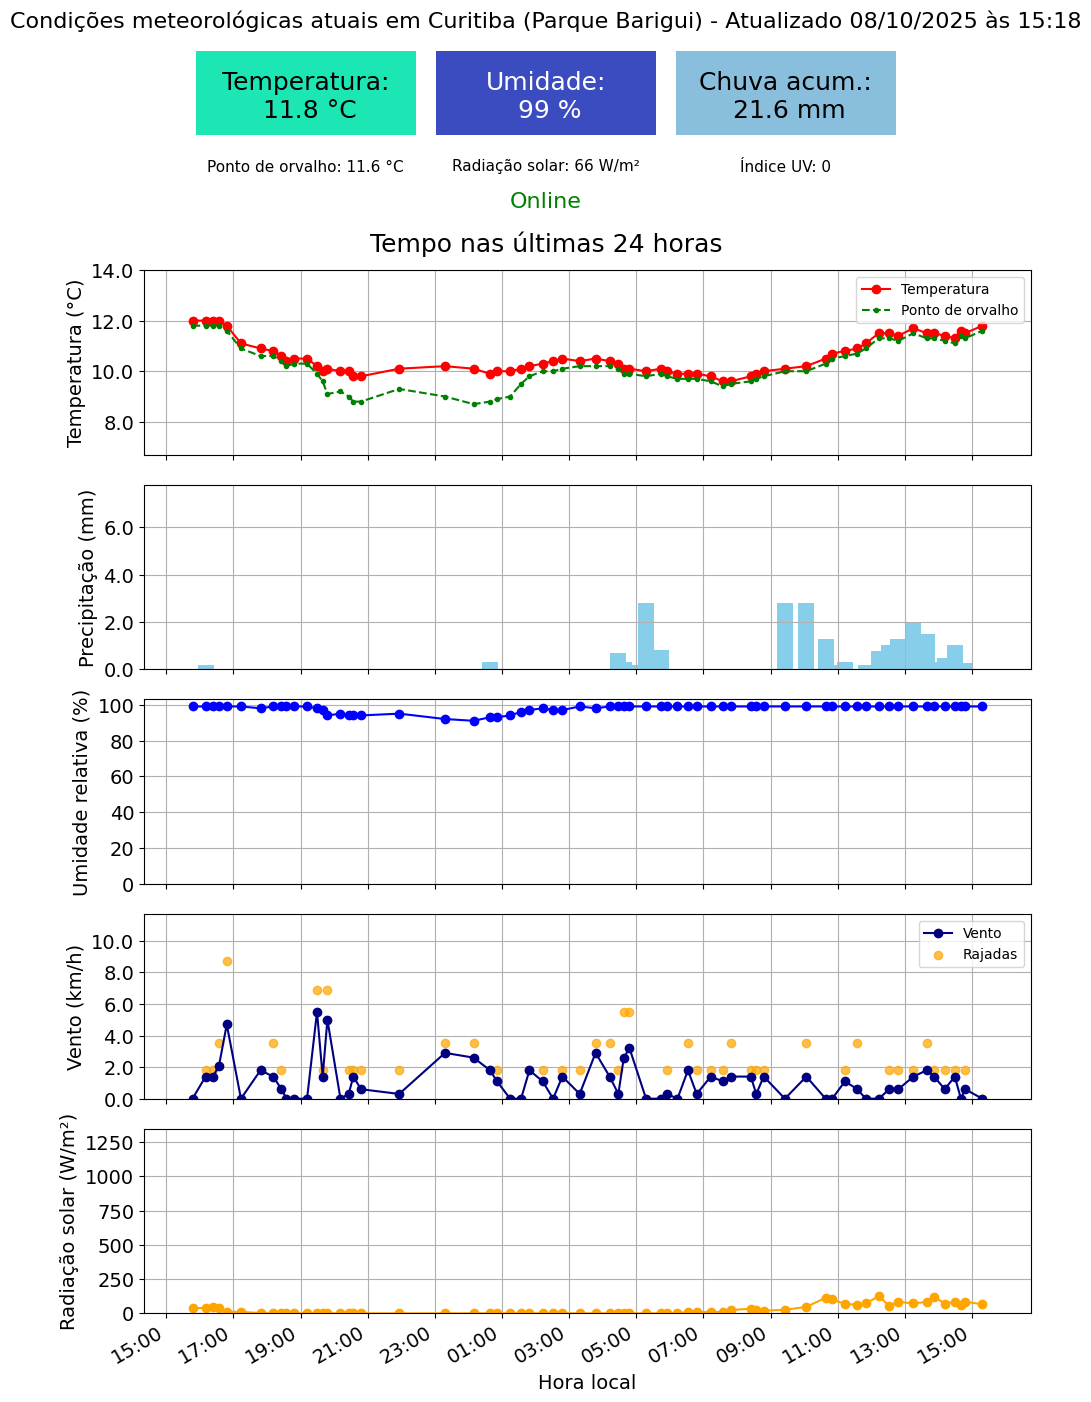 Condições meteorológicas atuais em Curitiba (Parque Barigui) - Atualizado 08/10/2025 às 15:18
Temperatura:
11.8 °C
Umidade:
99 %
Chuva acum.:
21.6 mm
Ponto de orvalho: 11.6 °C
Radiação solar: 66 W/m²
Índice UV: 0
Online
Tempo nas últimas 24 horas
Temperatura (°C)
14.0
12.0
10.0
8.0
Temperatura
Ponto de orvalho
Precipitação (mm)
6.0
4.0
2.0
0.0
Umidade relativa (%)
100
80
60
40
20
0
Vento (km/h)
10.0
8.0
6.0
4.0
2.0
0.0
Vento
Rajadas
Radiação solar (W/m²)
1250
1000
750
500
250
0
15:00 17:00 19:00 21:00 23:00 01:00 03:00 05:00 07:00 09:00 11:00 13:00 15:00
Hora local